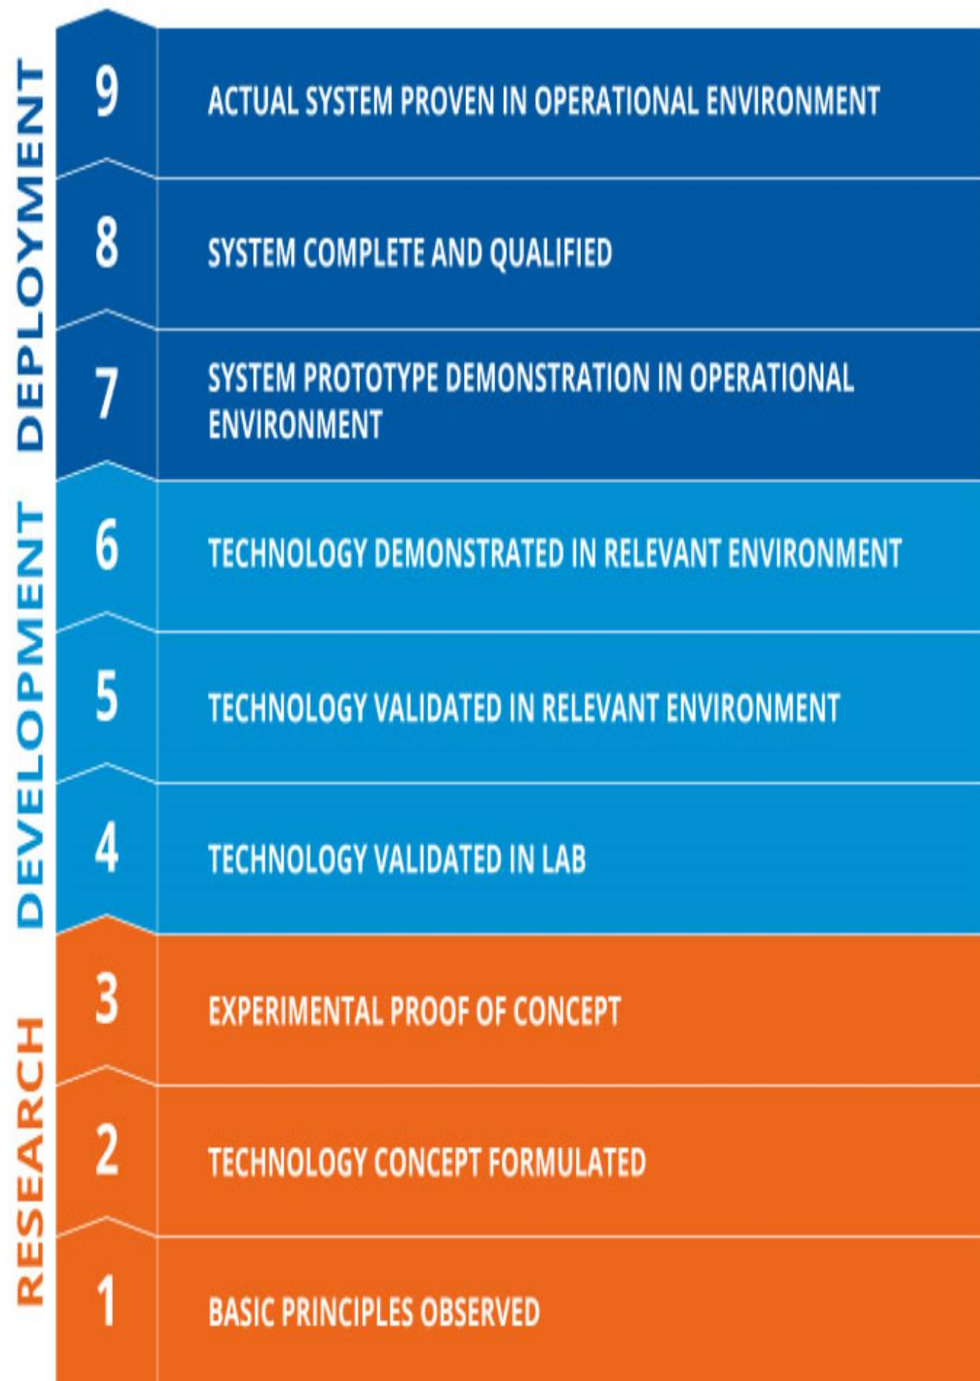 DEPLOYMENT
9
ACTUAL SYSTEM PROVEN IN OPERATIONAL ENVIRONMENT
8
SYSTEM COMPLETE AND QUALIFIED
7
SYSTEM PROTOTYPE DEMONSTRATION IN OPERATIONAL
ENVIRONMENT
DEVELOPMENT
6
TECHNOLOGY DEMONSTRATED IN RELEVANT ENVIRONMENT
5
TECHNOLOGY VALIDATED IN RELEVANT ENVIRONMENT
4
TECHNOLOGY VALIDATED IN LAB
RESEARCH
3
EXPERIMENTAL PROOF OF CONCEPT
2
TECHNOLOGY CONCEPT FORMULATED
1
BASIC PRINCIPLES OBSERVED